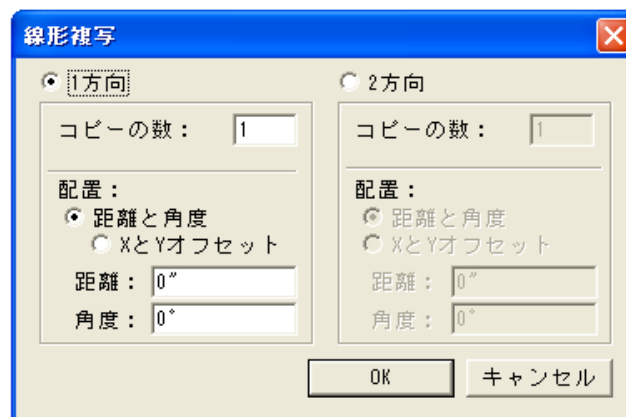 線形複写
1方向
コピーの数： 1
配置：
距離と角度
XとYオフセット
距離： 0"
角度： 0°
2方向
コピーの数： 1
配置：
距離と角度
XとYオフセット
距離： 0"
角度： 0°
OK キャンセル